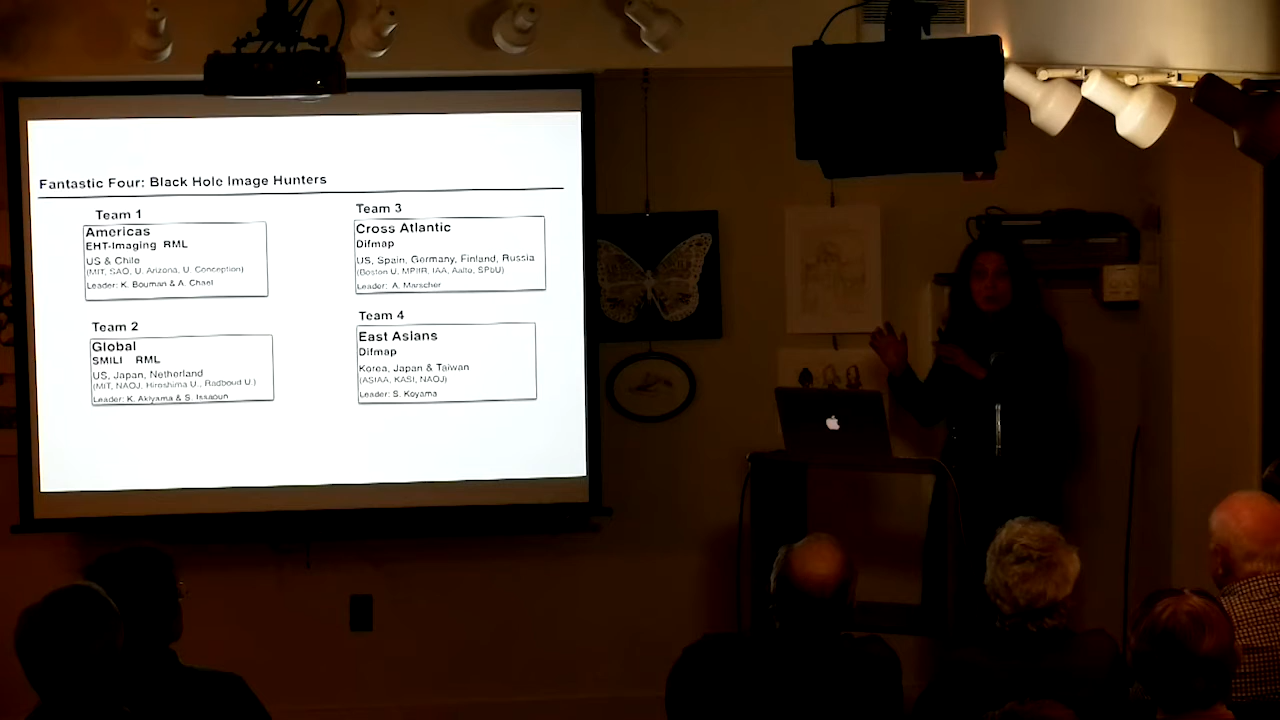 Fantastic Four: Black Hole Image Hunters
Team 1
Americas
EHT-Imaging RML
US & Chile
(MIT, SAO, U. Arizona, U. Conception)
Leader: K. Bouman & A. Chael
Team 2
Global
SMILI RML
US, Japan, Netherland
(MIT, NAOJ, Hiroshima U., Radboud U.)
Leader: K. Akiyama & S. Issaoun
Team 3
Cross Atlantic
Difmap
US, Spain, Germany, Finland, Russia
(Boston U, MPIfR, IAA, Aalto, SPbU)
Leader: A. Marscher
Team 4
East Asians
Difmap
Korea, Japan & Taiwan
(ASIAA, KASI, NAOJ)
Leader: S. Koyama